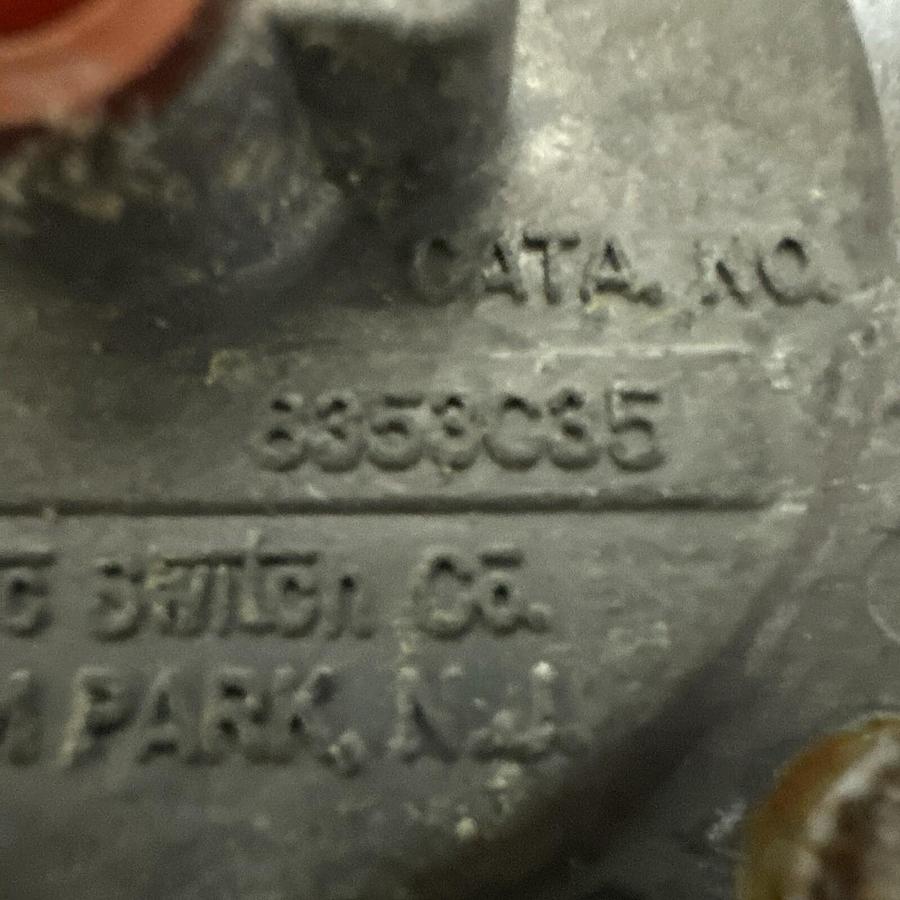 CATA. NO.
8353C35
c Switch Co.
M PARK, N.J.